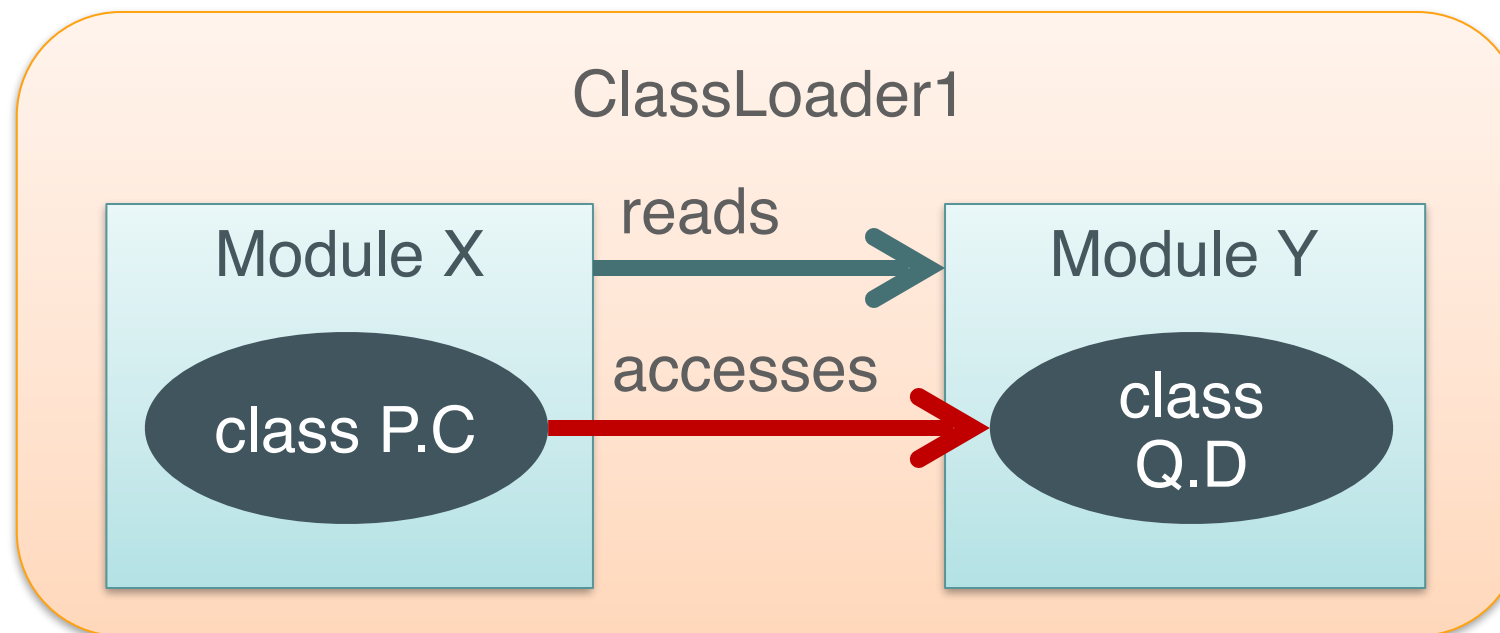 ClassLoader1
reads
Module X
Module Y
accesses
class P.C
class
Q.D